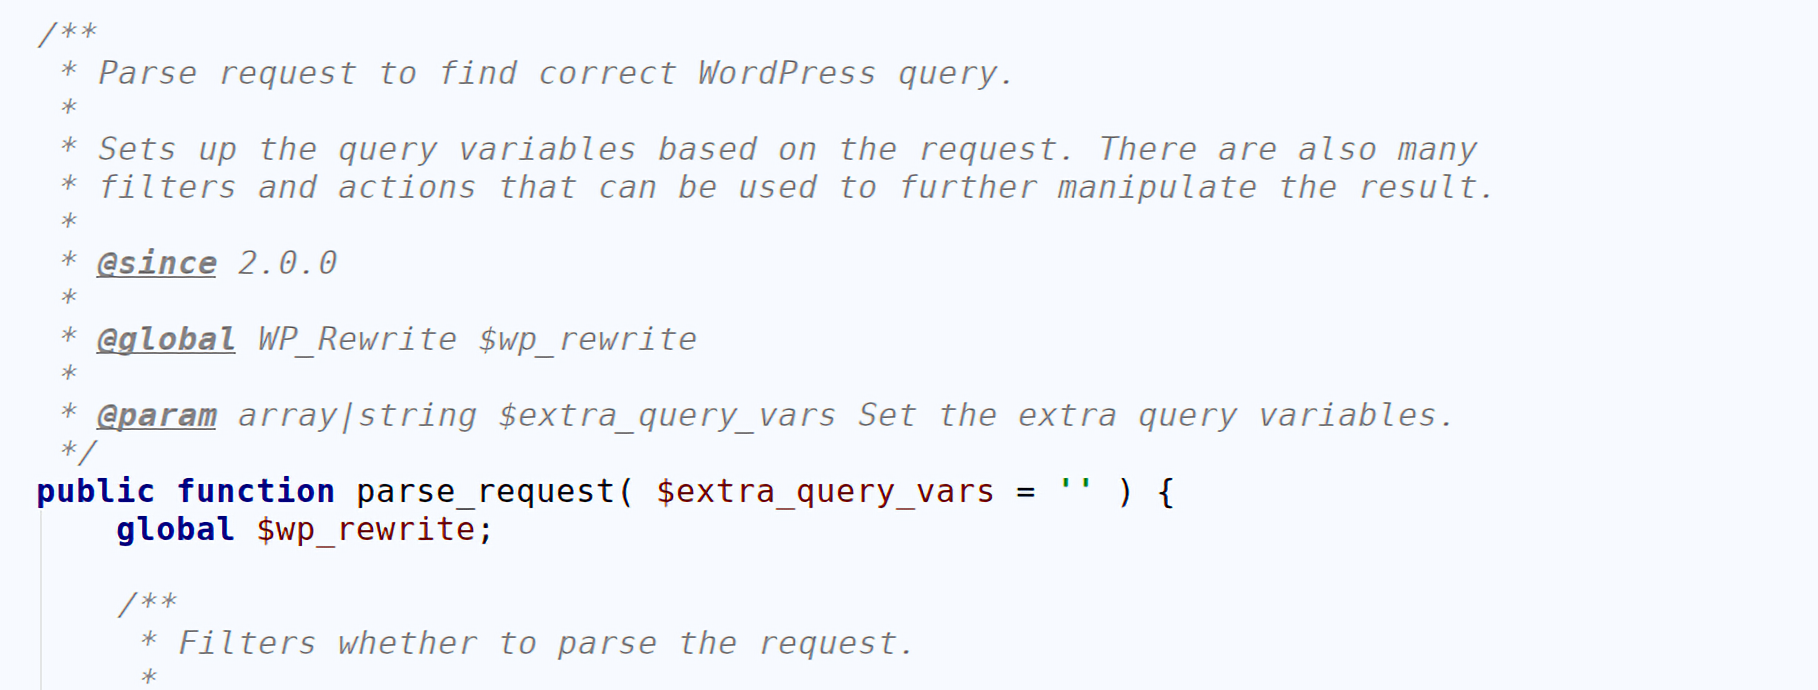 /**
 * Parse request to find correct WordPress query.
 *
 * Sets up the query variables based on the request. There are also many
 * filters and actions that can be used to further manipulate the result.
 *
 * @since 2.0.0
 *
 * @global WP_Rewrite $wp_rewrite
 *
 * @param array|string $extra_query_vars Set the extra query variables.
 */
public function parse_request( $extra_query_vars = '' ) {
    global $wp_rewrite;

    /**
     * Filters whether to parse the request.
     *